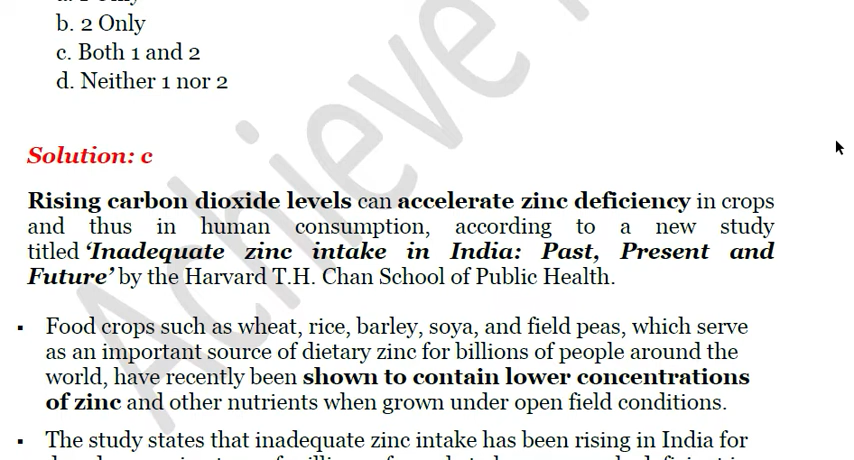 b. 2 Only
c. Both 1 and 2
d. Neither 1 nor 2
Solution: c
Rising carbon dioxide levels can accelerate zinc deficiency in crops
and thus in human consumption, according to a new study
titled ‘Inadequate zinc intake in India: Past, Present and
Future’ by the Harvard T.H. Chan School of Public Health.
▪ Food crops such as wheat, rice, barley, soya, and field peas, which serve
as an important source of dietary zinc for billions of people around the
world, have recently been shown to contain lower concentrations
of zinc and other nutrients when grown under open field conditions.
▪ The study states that inadequate zinc intake has been rising in India for
Achieve